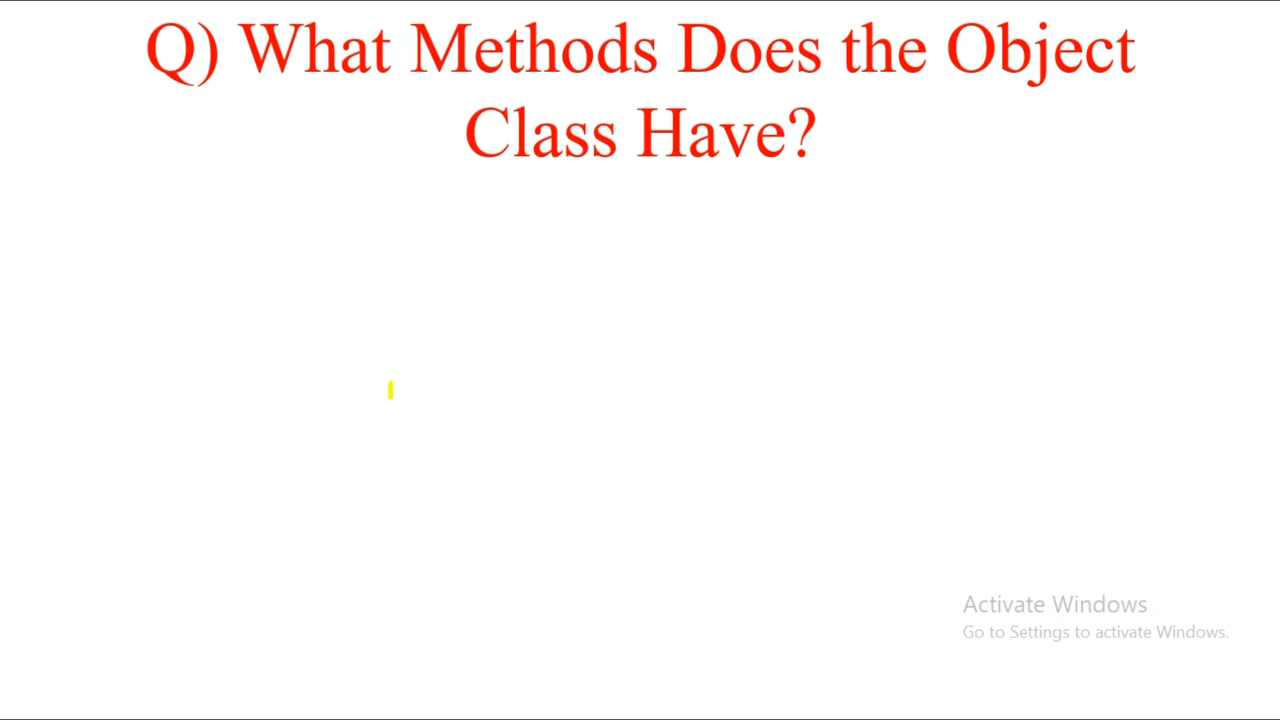 Q) What Methods Does the Object
Class Have?
Activate Windows
Go to Settings to activate Windows.